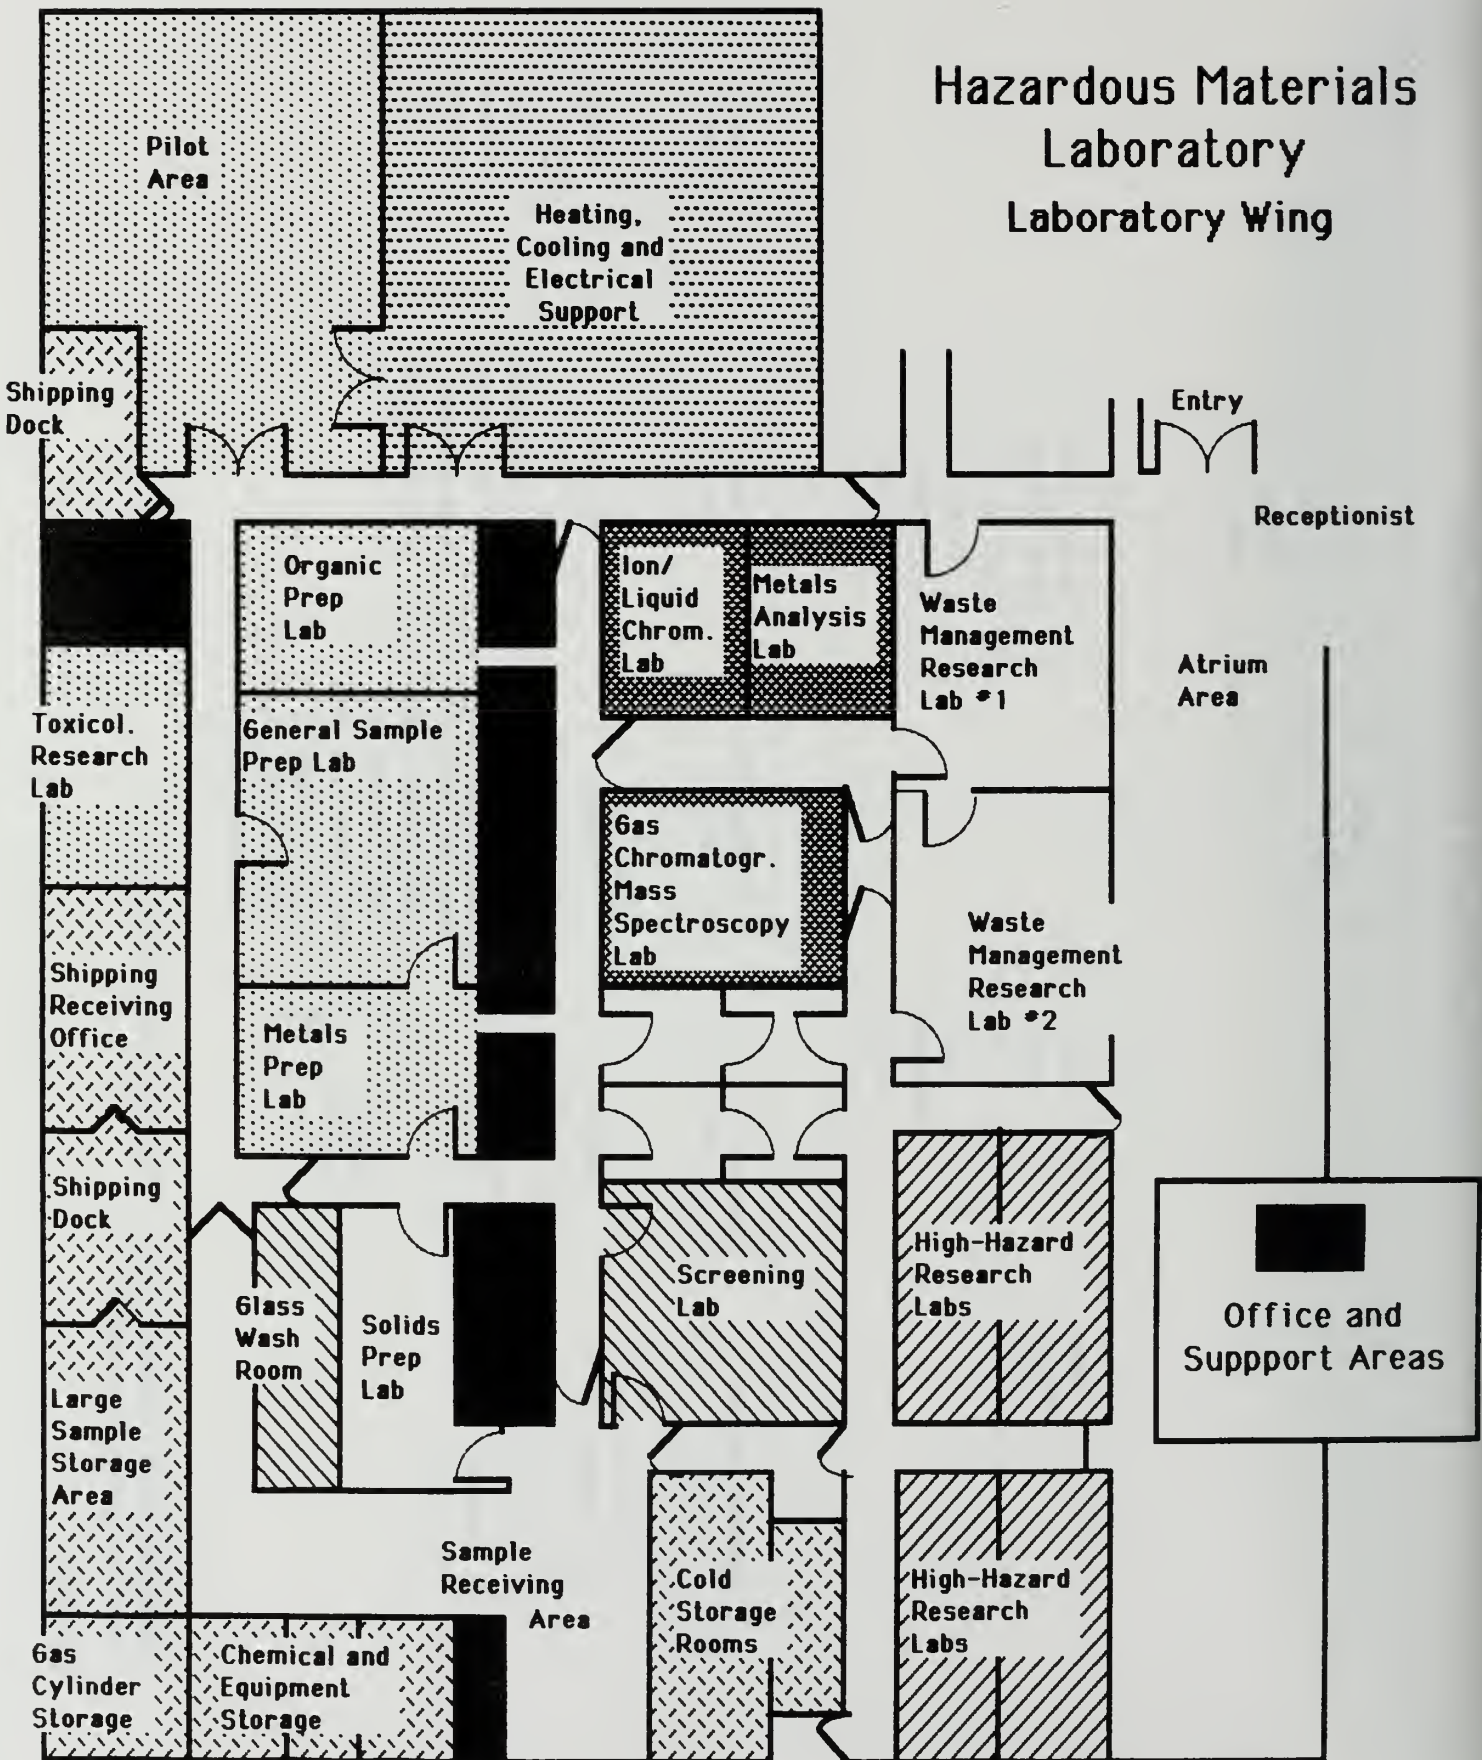 Hazardous Materials
Laboratory
Laboratory Wing
Pilot
Area
Heating,
Cooling and
Electrical
Support
Shipping
Dock
Entry
Receptionist
Organic
Prep
Lab
Ion/
Liquid
Chrom.
Lab
Metals
Analysis
Lab
Waste
Management
Research
Lab #1
Atrium
Area
Toxicol.
Research
Lab
General Sample
Prep Lab
Gas
Chromatogr.
Mass
Spectroscopy
Lab
Waste
Management
Research
Lab #2
Shipping
Receiving
Office
Metals
Prep
Lab
Shipping
Dock
Glass
Wash
Room
Solids
Prep
Lab
Screening
Lab
High-Hazard
Research
Labs
Office and
Suppport Areas
Large
Sample
Storage
Area
Sample
Receiving
Area
Cold
Storage
Rooms
High-Hazard
Research
Labs
Gas
Cylinder
Storage
Chemical and
Equipment
Storage